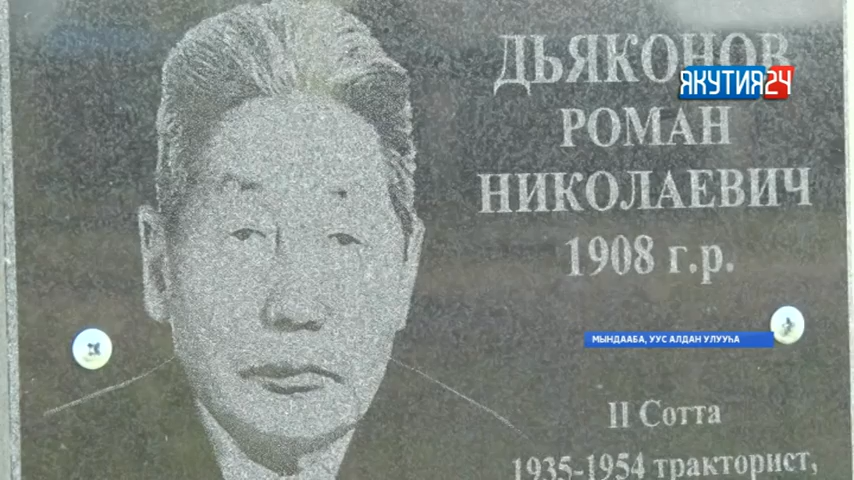 ДЬЯКОНОВ
ЯКУТИЯ24
РОМАН
НИКОЛАЕВИЧ
1908 г.р.
МЫНДААБА, УУС АЛДАН УЛУУҺА
II Сотта
1935-1954 тракторист,